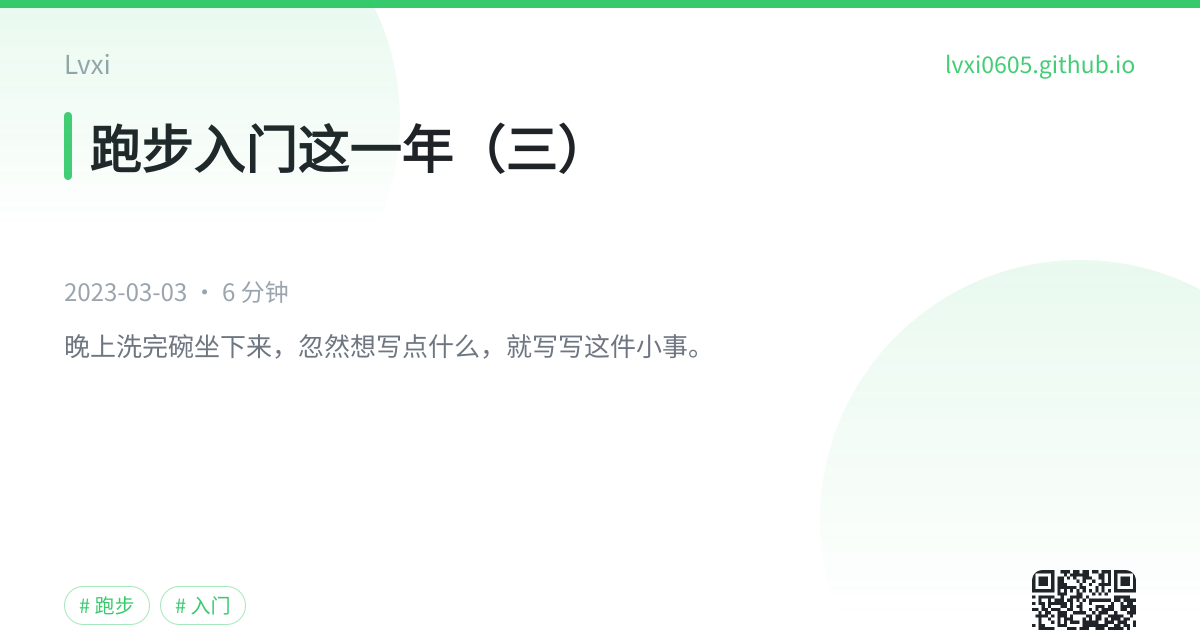 Lvxi
lvxi0605.github.io
跑步入门这一年（三）
2023-03-03 · 6 分钟
晚上洗完碗坐下来，忽然想写点什么，就写写这件小事。
# 跑步
# 入门